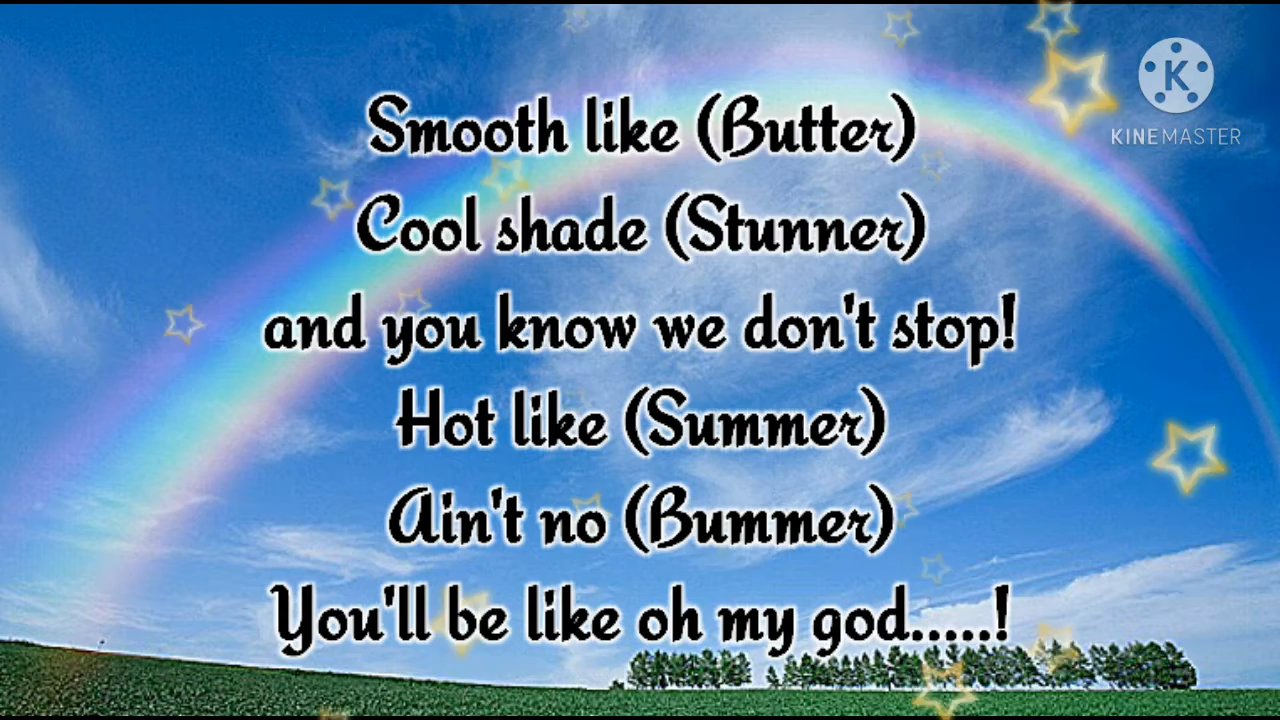 Smooth like (Butter)
Cool shade (Stunner)
and you know we don't stop!
Hot like (Summer)
Ain't no (Bummer)
You'll be like oh my god.....!
K
KINEMASTER